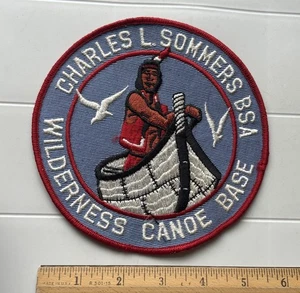 CHARLES L. SOMMERS BSA
WILDERNESS CANOE BASE
1 2 3 4 5 6